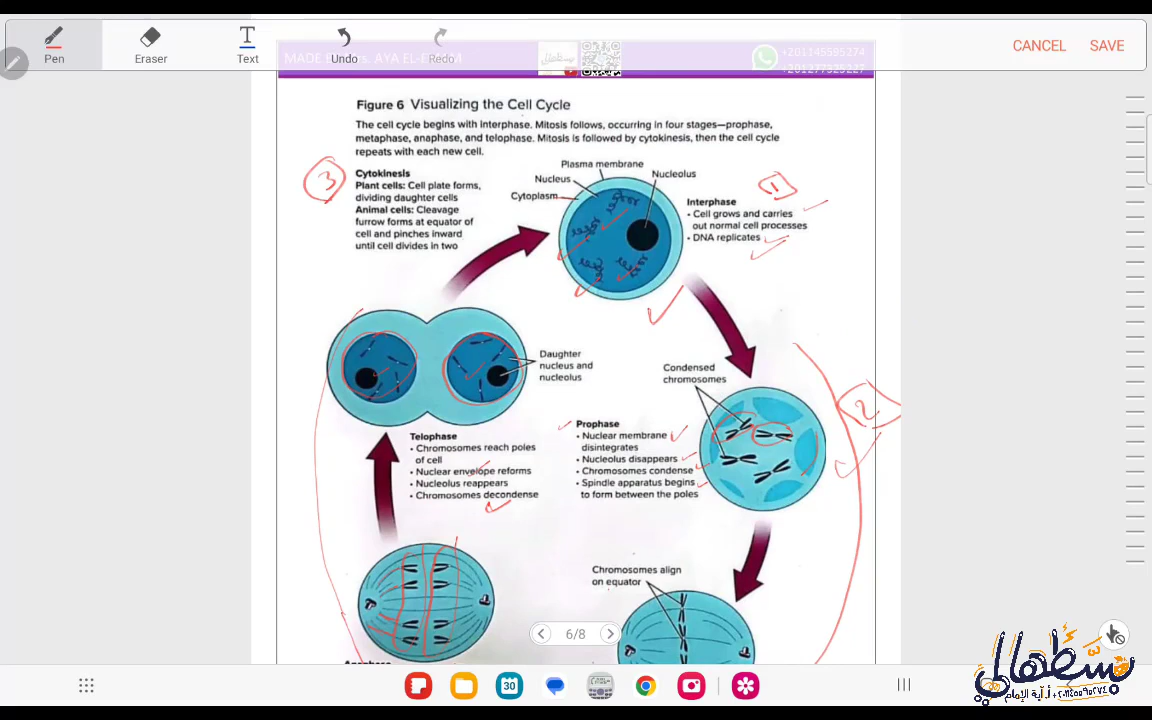 Pen
Eraser
Text
Undo
Redo
CANCEL
SAVE
+201145595274
Figure 6 Visualizing the Cell Cycle
The cell cycle begins with interphase. Mitosis follows, occurring in four stages—prophase,
metaphase, anaphase, and telophase. Mitosis is followed by cytokinesis, then the cell cycle
repeats with each new cell.
3
Cytokinesis
Plant cells: Cell plate forms,
dividing daughter cells
Animal cells: Cleavage
furrow forms at equator of
cell and pinches inward
until cell divides in two
Plasma membrane
Nucleus
Nucleolus
Cytoplasm
1
Interphase
• Cell grows and carries
out normal cell processes
• DNA replicates
Daughter
nucleus and
nucleolus
Condensed
chromosomes
2
Telophase
• Chromosomes reach poles
of cell
• Nuclear envelope reforms
• Nucleolus reappears
• Chromosomes decondense
Prophase
• Nuclear membrane
disintegrates
• Nucleolus disappears
• Chromosomes condense
• Spindle apparatus begins
to form between the poles
Chromosomes align
on equator
6/8
30